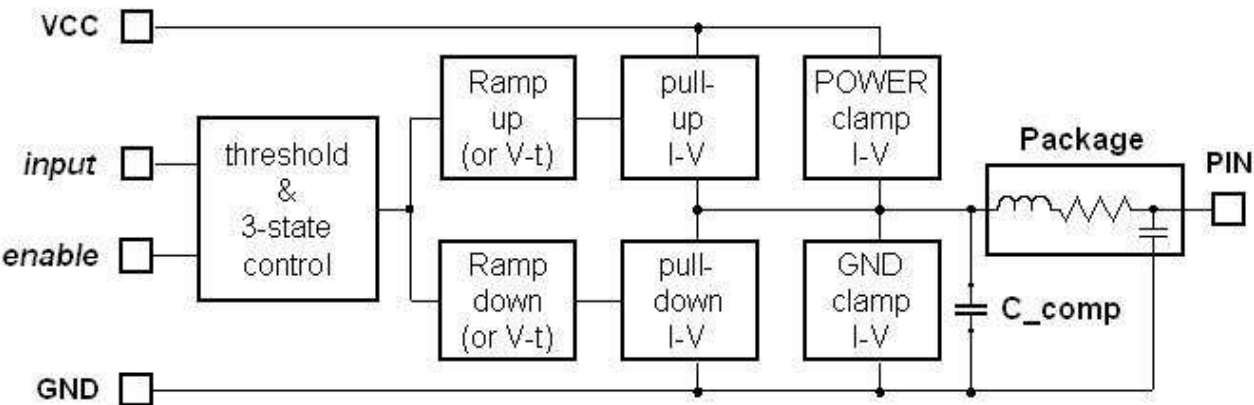 VCC
input
enable
GND
threshold
&
3-state
control
Ramp
up
(or V-t)
Ramp
down
(or V-t)
pull-
up
I-V
pull-
down
I-V
POWER
clamp
I-V
GND
clamp
I-V
C_comp
Package
PIN